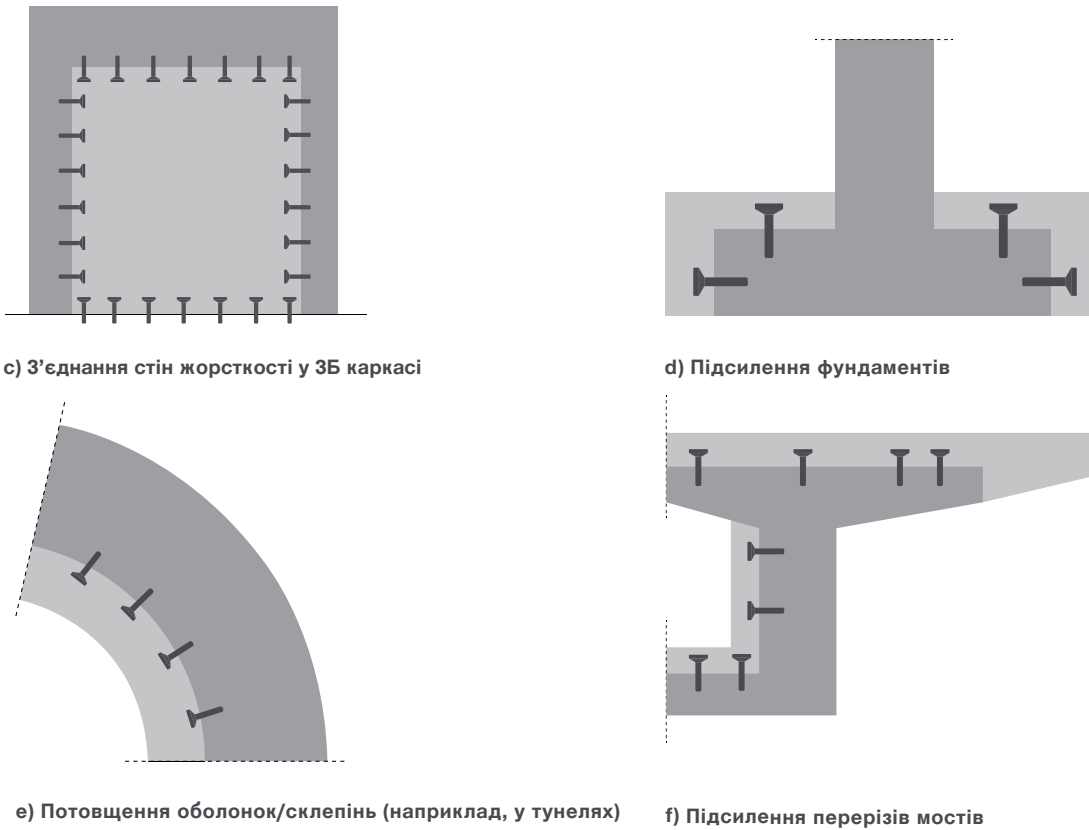 c) З’єднання стін жорсткості у ЗБ каркасі
d) Підсилення фундаментів
e) Потовщення оболонок/склепінь (наприклад, у тунелях)
f) Підсилення перерізів мостів